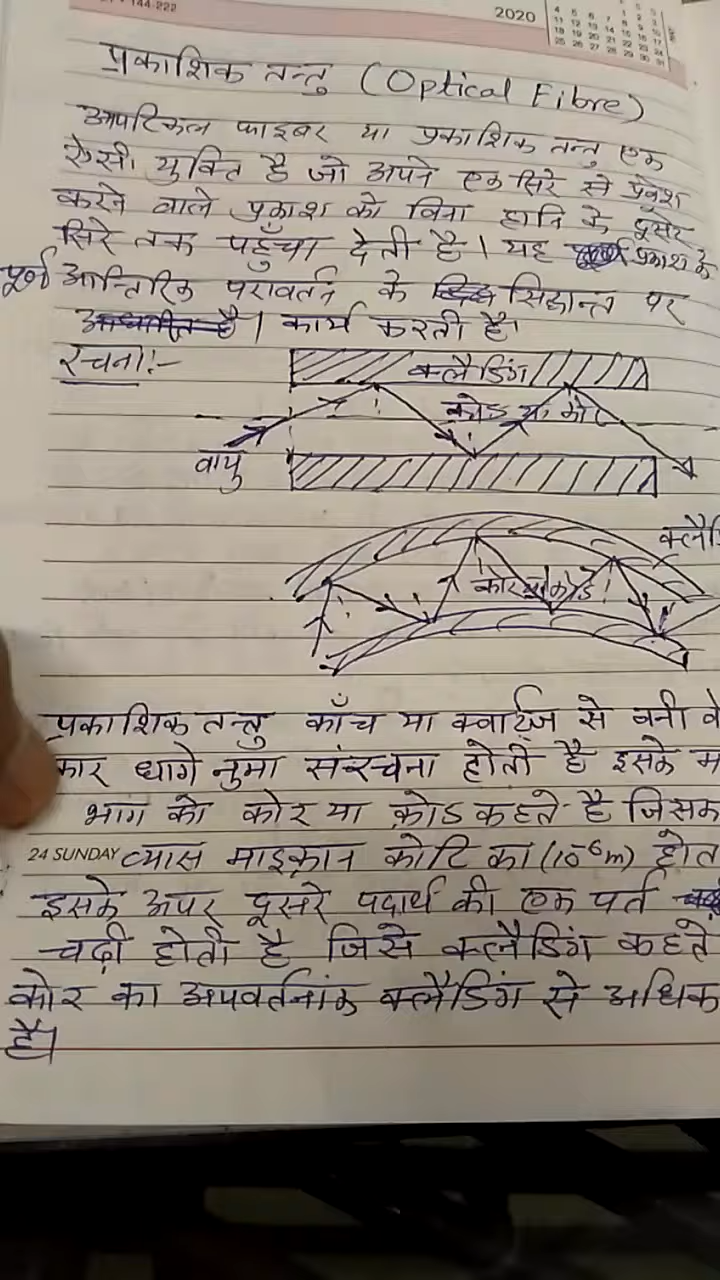 144-222
2020
प्रकाशिक तन्तु (Optical Fibre)
आपटिकल फाइबर या प्रकाशिक तन्तु एक
ऐसी युक्ति है जो अपने एक सिरे से प्रवेश
करने वाले प्रकाश को बिना हानि के दूसरे
सिरे तक पहुँचा देती है। यह प्रकाश के
पूर्ण आन्तिरिक परावर्तन के सिद्धान्त पर
कार्य करती है।
रचना:-
क्लैडिंग
क्रोड या कोर
वायु
क्लैडि
कोर या क्रोड
प्रकाशिक तन्तु काँच या क्वार्ट्ज से बनी वे
कार धागे नुमा संरचना होती है इसके म
भाग को कोर या क्रोड कहते है जिसक
24 SUNDAY व्यास माइक्रान कोटि का (10⁻⁶m) होत
इसके ऊपर दूसरे पदार्थ की एक पर्त
चढ़ी होती है जिसे क्लैडिंग कहते
कोर का अपवर्तनांक क्लैडिंग से अधिक
है।